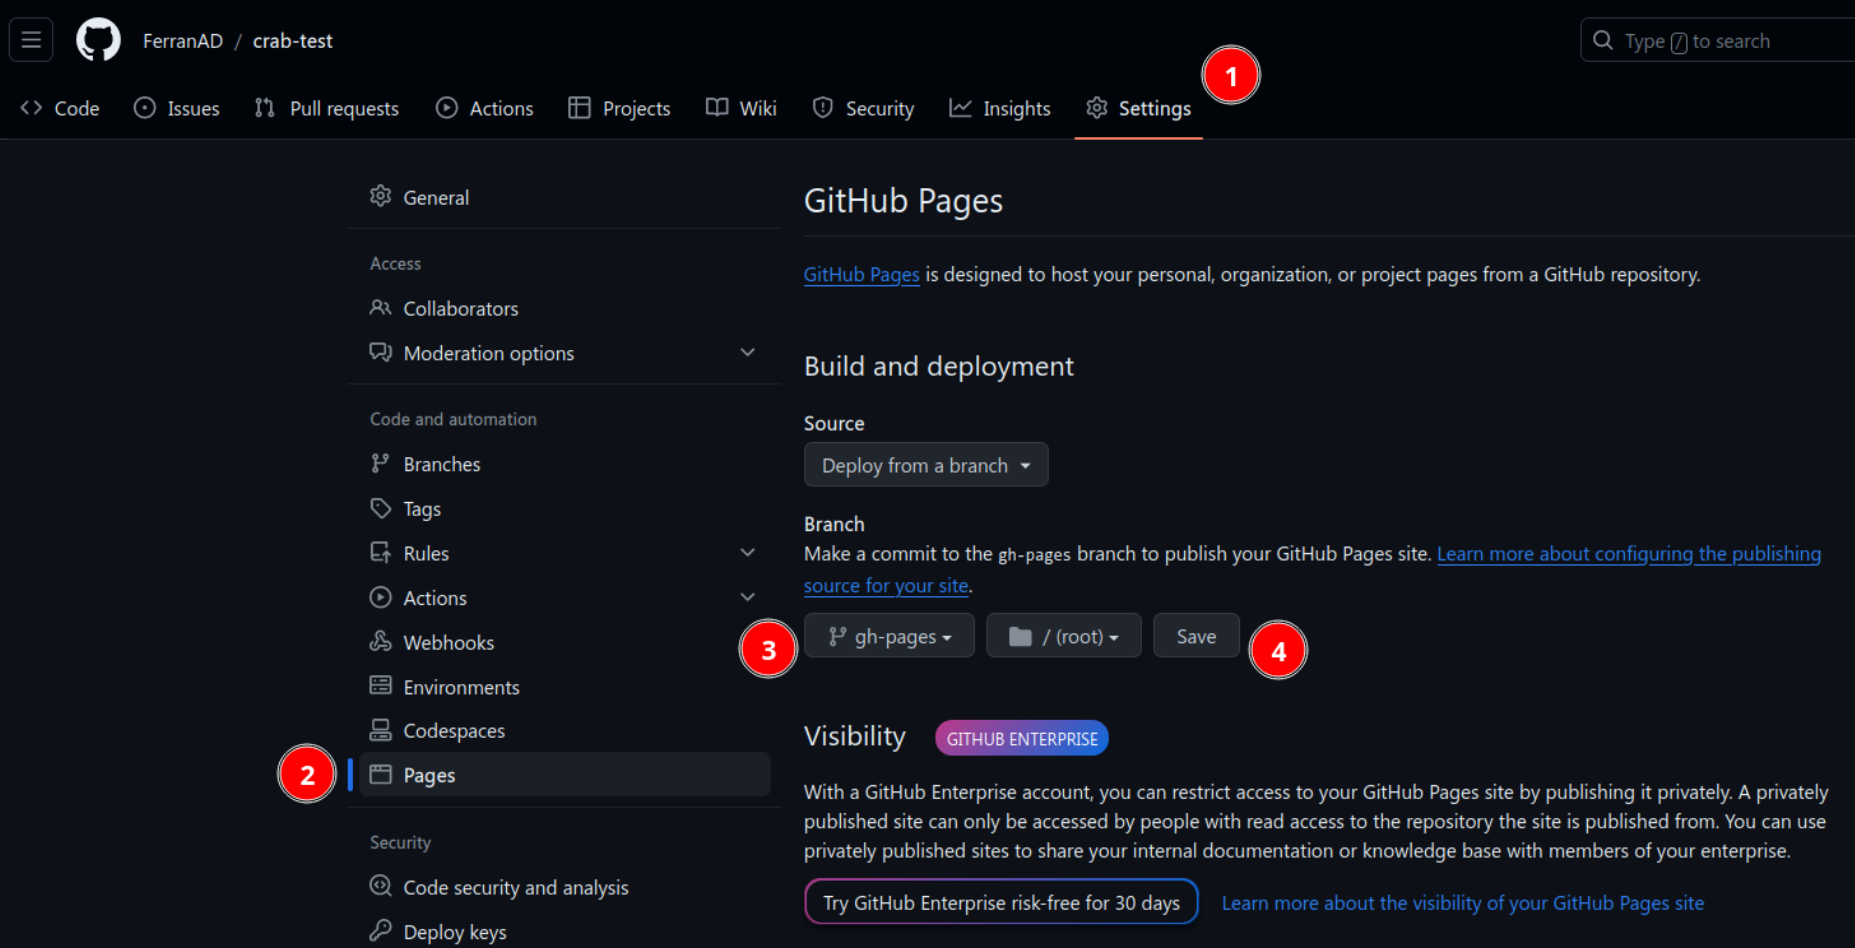 FerranAD / crab-test
Type / to search
1
Code Issues Pull requests Actions Projects Wiki Security Insights Settings
General
Access
Collaborators
Moderation options
Code and automation
Branches
Tags
Rules
Actions
Webhooks
Environments
Codespaces
2
Pages
Security
Code security and analysis
Deploy keys
GitHub Pages
GitHub Pages is designed to host your personal, organization, or project pages from a GitHub repository.
Build and deployment
Source
Deploy from a branch
Branch
Make a commit to the gh-pages branch to publish your GitHub Pages site. Learn more about configuring the publishing
source for your site.
3 gh-pages / (root) Save 4
Visibility GITHUB ENTERPRISE
With a GitHub Enterprise account, you can restrict access to your GitHub Pages site by publishing it privately. A privately
published site can only be accessed by people with read access to the repository the site is published from. You can use
privately published sites to share your internal documentation or knowledge base with members of your enterprise.
Try GitHub Enterprise risk-free for 30 days Learn more about the visibility of your GitHub Pages site